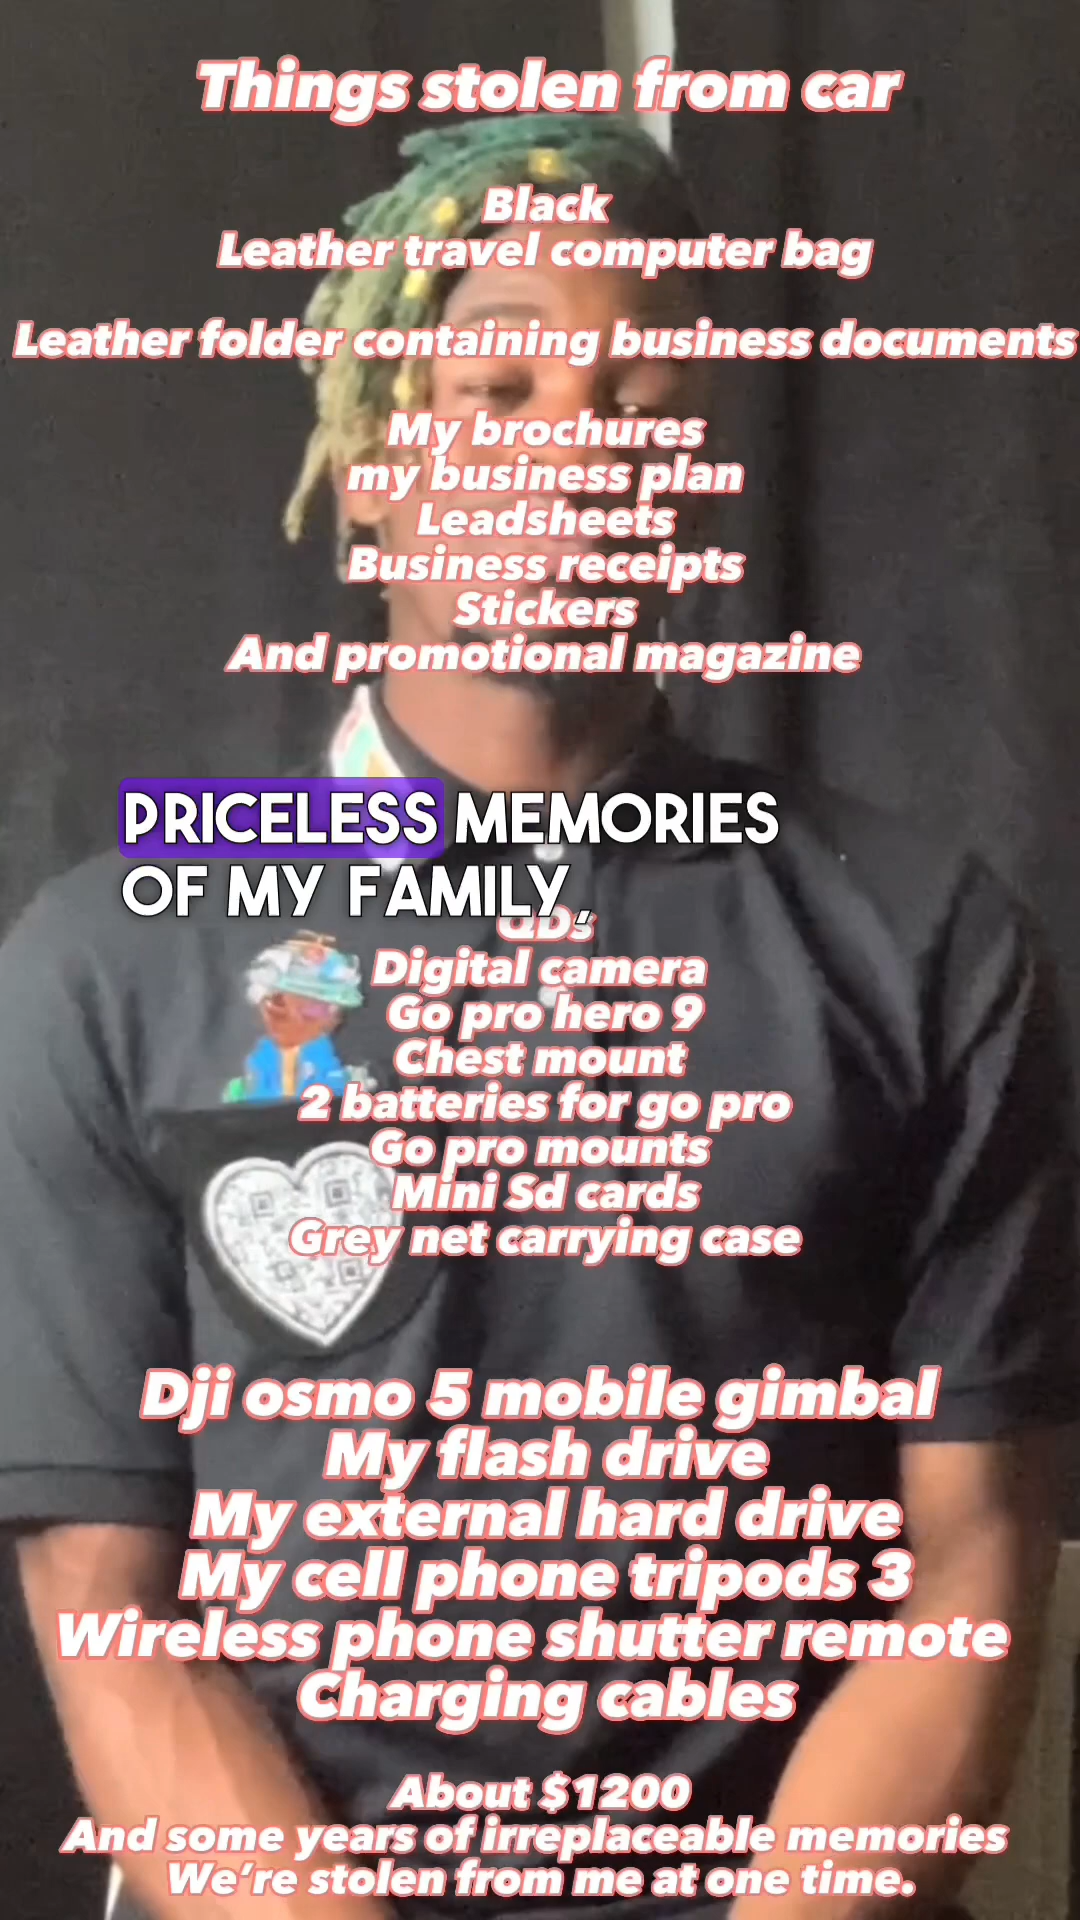 Things stolen from car
Black
Leather travel computer bag
Leather folder containing business documents
My brochures
my business plan
Leadsheets
Business receipts
Stickers
And promotional magazine
PRICELESS MEMORIES
OF MY FAMILY,
Digital camera
Go pro hero 9
Chest mount
2 batteries for go pro
Go pro mounts
Mini Sd cards
Grey net carrying case
Dji osmo 5 mobile gimbal
My flash drive
My external hard drive
My cell phone tripods 3
Wireless phone shutter remote
Charging cables
About $1200
And some years of irreplaceable memories
We’re stolen from me at one time.